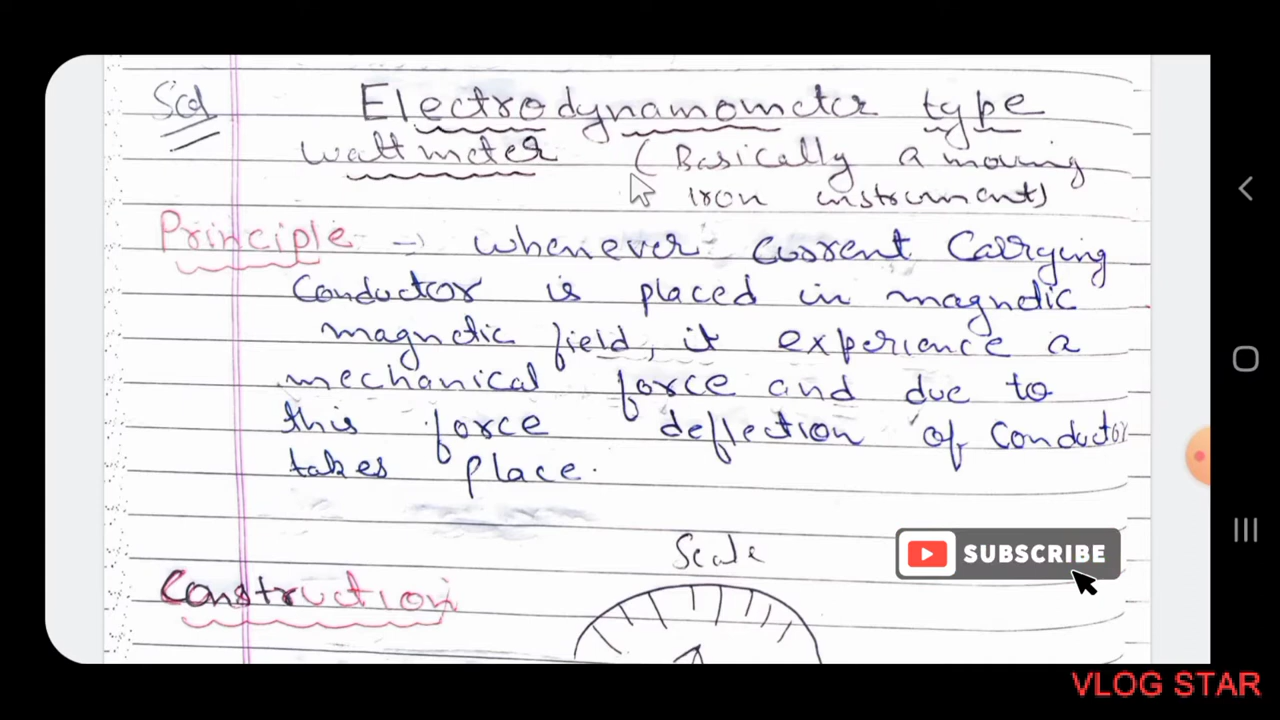 Sol
Electrodynamometer type
wattmeter (Basically a moving
iron instruments)
Principle → Whenever current Carrying
Conductor is placed in magnetic
magnetic field, it experience a
mechanical force and due to
this force deflection of Conductor
takes place.
Scale
SUBSCRIBE
Construction
VLOG STAR